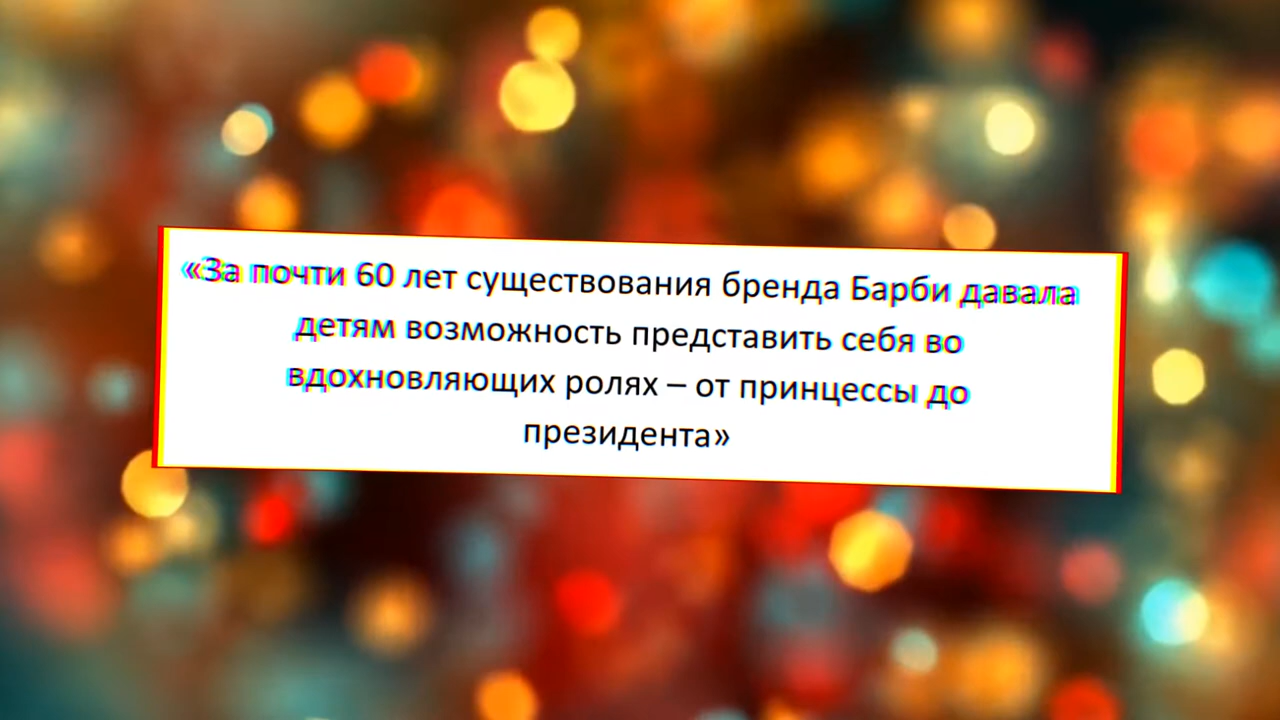 «За почти 60 лет существования бренда Барби давала
детям возможность представить себя во
вдохновляющих ролях – от принцессы до
президента»